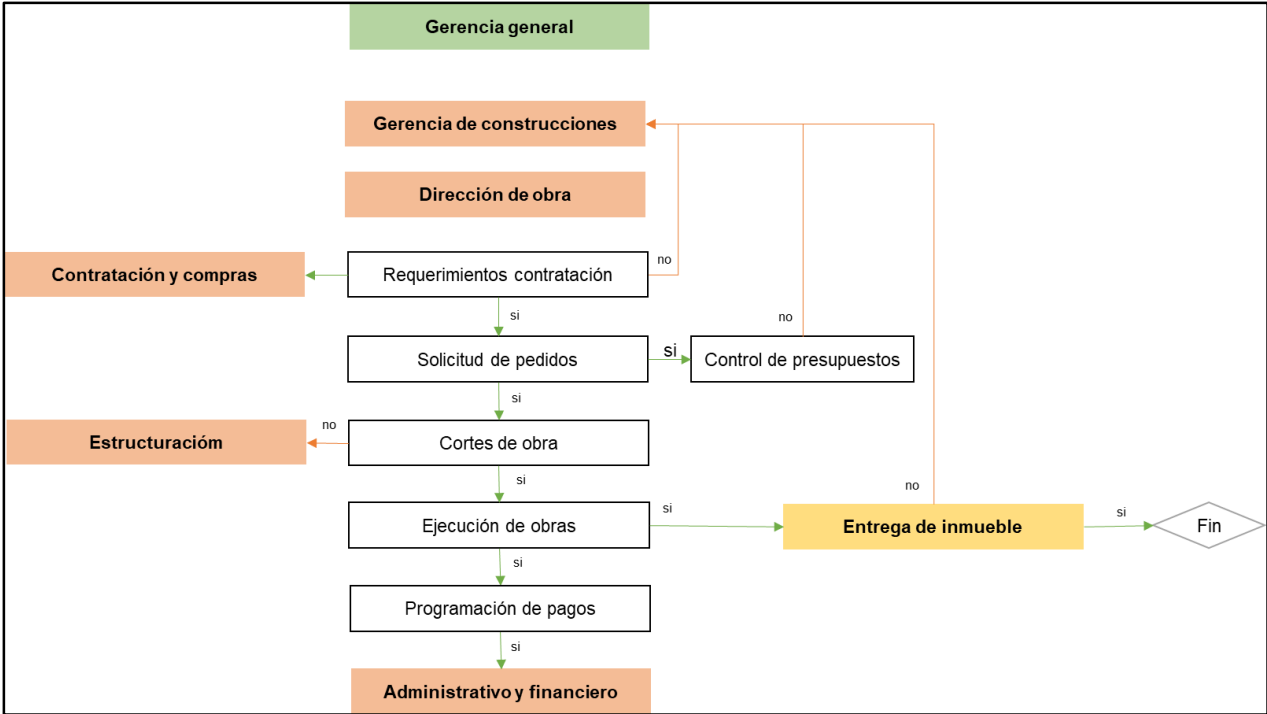 Gerencia general
Gerencia de construcciones
Dirección de obra
Contratación y compras
Requerimientos contratación
no
si
no
Solicitud de pedidos
si
Control de presupuestos
si
Estructuracióm
no
Cortes de obra
si
no
Ejecución de obras
si
Entrega de inmueble
si
Fin
si
Programación de pagos
si
Administrativo y financiero